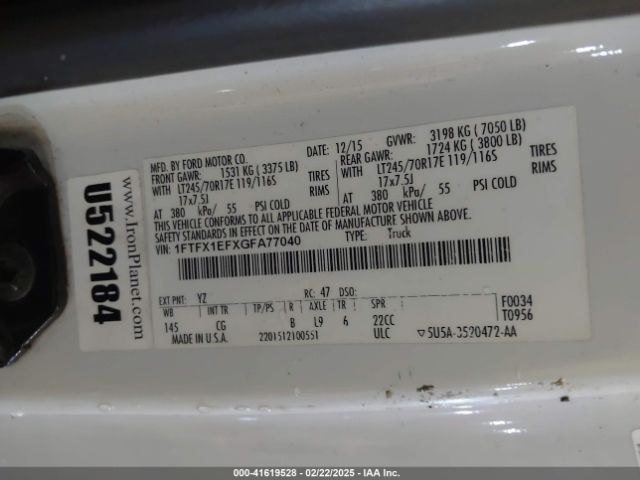 U522184
www.IronPlanet.com
MFD. BY FORD MOTOR CO.
DATE: 12/15 GVWR: 3198 KG ( 7050 LB)
FRONT GAWR: 1531 KG ( 3375 LB) REAR GAWR: 1724 KG ( 3800 LB)
WITH LT245/70R17E 119/116S TIRES WITH LT245/70R17E 119/116S TIRES
17x7.5J RIMS 17x7.5J RIMS
AT 380 kPa/ 55 PSI COLD AT 380 kPa/ 55 PSI COLD
THIS VEHICLE CONFORMS TO ALL APPLICABLE FEDERAL MOTOR VEHICLE
SAFETY STANDARDS IN EFFECT ON THE DATE OF MANUFACTURE SHOWN ABOVE.
VIN: 1FTFX1EFXGFA77040 TYPE: Truck
EXT PNT: YZ RC: 47 DSO:
WB INT TR TP/PS R AXLE TR SPR F0034
145 CG B L9 6 22CC T0956
MADE IN U.S.A. 2201512100551 ULC ▽5U5A-3520472-AA
000-41619528 - 02/22/2025 - IAA Inc.